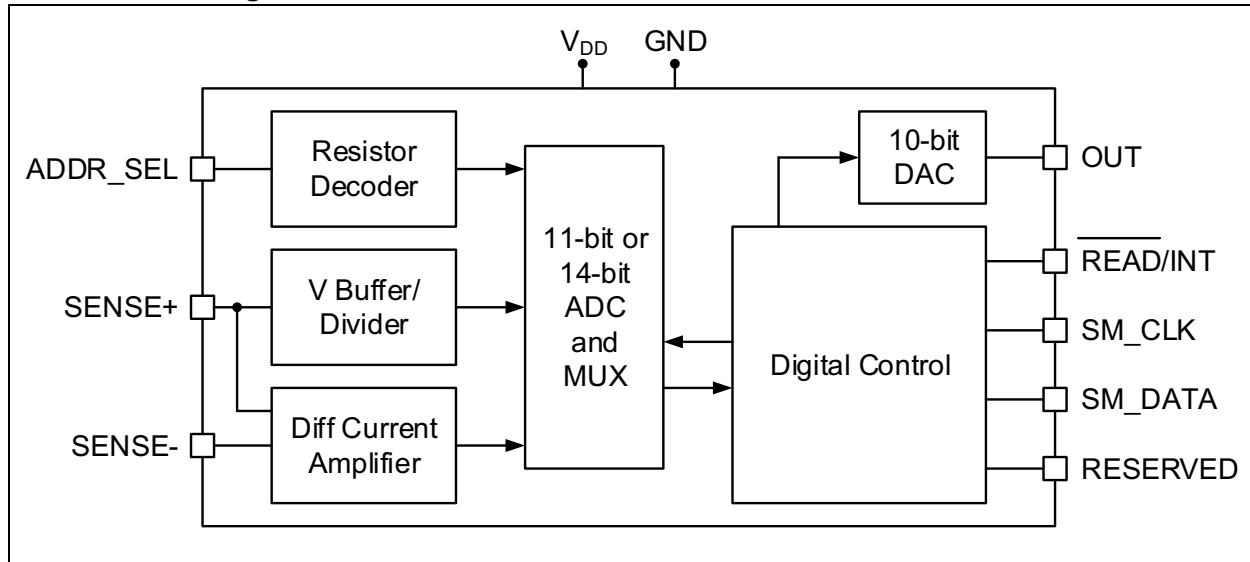 V_DD GND
ADDR_SEL
Resistor
Decoder
10-bit
DAC
OUT
11-bit or
14-bit
ADC
and
MUX
READ/INT
SENSE+
V Buffer/
Divider
SM_CLK
Digital Control
SM_DATA
SENSE-
Diff Current
Amplifier
RESERVED